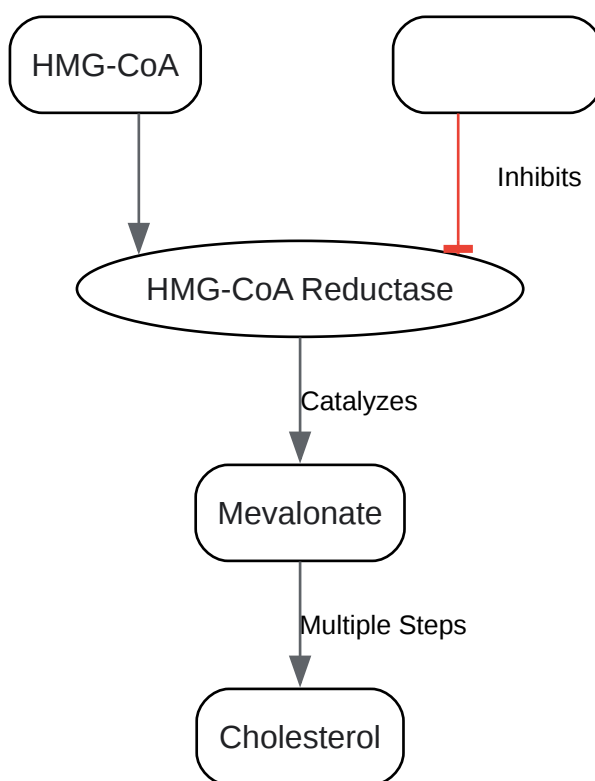 HMG-CoA
Inhibits
HMG-CoA Reductase
Catalyzes
Mevalonate
Multiple Steps
Cholesterol